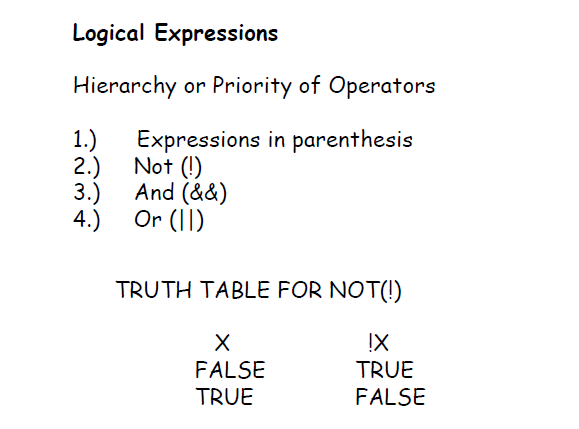 Logical Expressions
Hierarchy or Priority of Operators
1.) Expressions in parenthesis
2.) Not (!)
3.) And (&&)
4.) Or (||)
TRUTH TABLE FOR NOT(!)
X !X
FALSE TRUE
TRUE FALSE